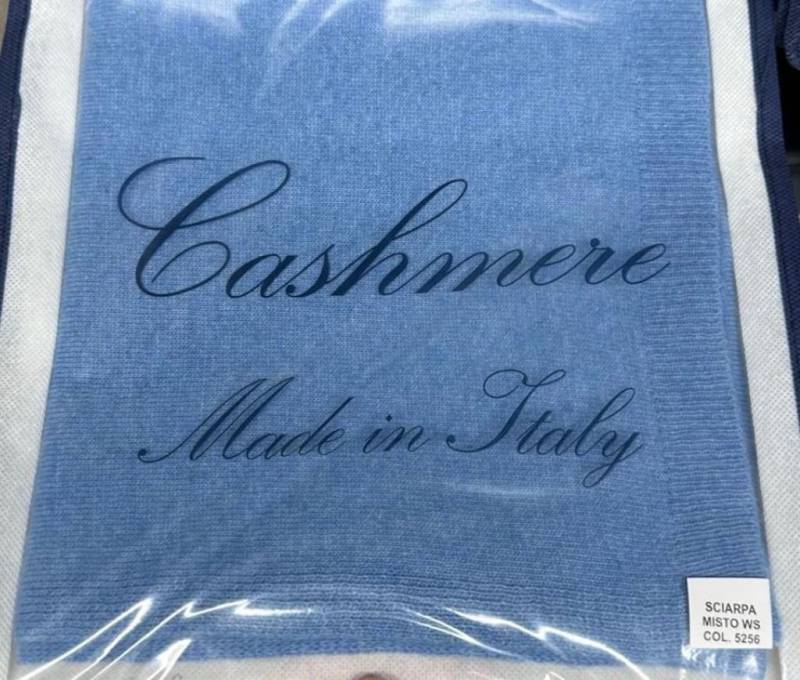 Cashmere
Made in Italy
SCIARPA
MISTO WS
COL. 5256